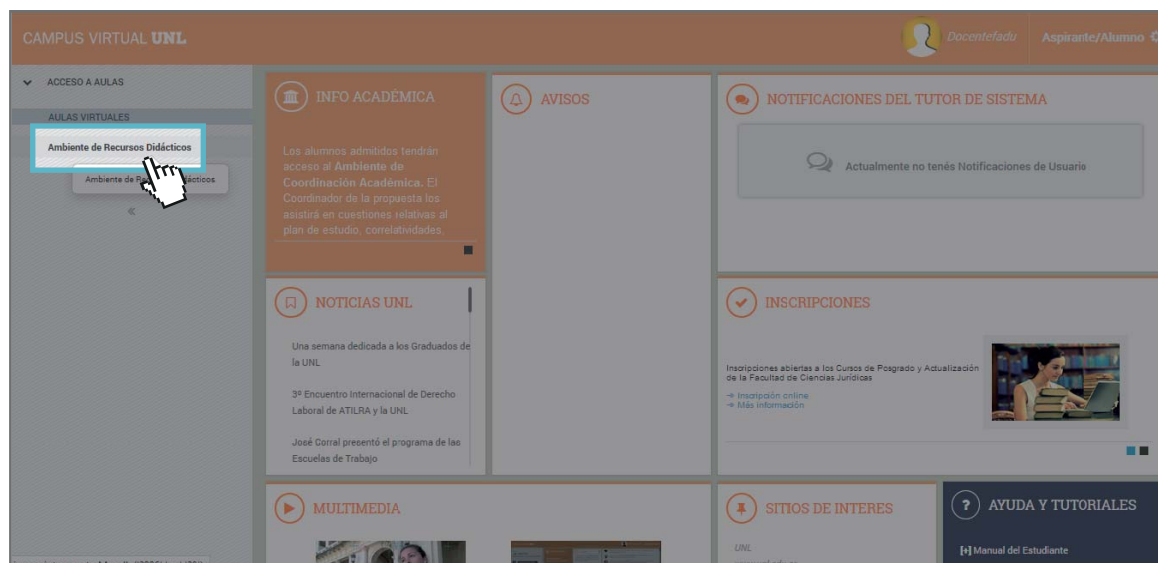 CAMPUS VIRTUAL UNL
Docentefadu
Aspirante/Alumno
ACCESO A AULAS
AULAS VIRTUALES
Ambiente de Recursos Didácticos
INFO ACADÉMICA
Los alumnos admitidos tendrán
acceso al Ambiente de
Coordinación Académica. El
Coordinador de la propuesta los
asistirá en cuestiones relativas al
plan de estudio, correlatividades,
AVISOS
NOTIFICACIONES DEL TUTOR DE SISTEMA
Actualmente no tenés Notificaciones de Usuario
NOTICIAS UNL
Una semana dedicada a los Graduados de
la UNL
3º Encuentro Internacional de Derecho
Laboral de ATILRA y la UNL
José Corral presentó el programa de las
Escuelas de Trabajo
INSCRIPCIONES
Inscripciones abiertas a los Cursos de Posgrado y Actualización
de la Facultad de Ciencias Jurídicas
Inscripción online
Más información
MULTIMEDIA
SITIOS DE INTERES
UNL
AYUDA Y TUTORIALES
[+] Manual del Estudiante